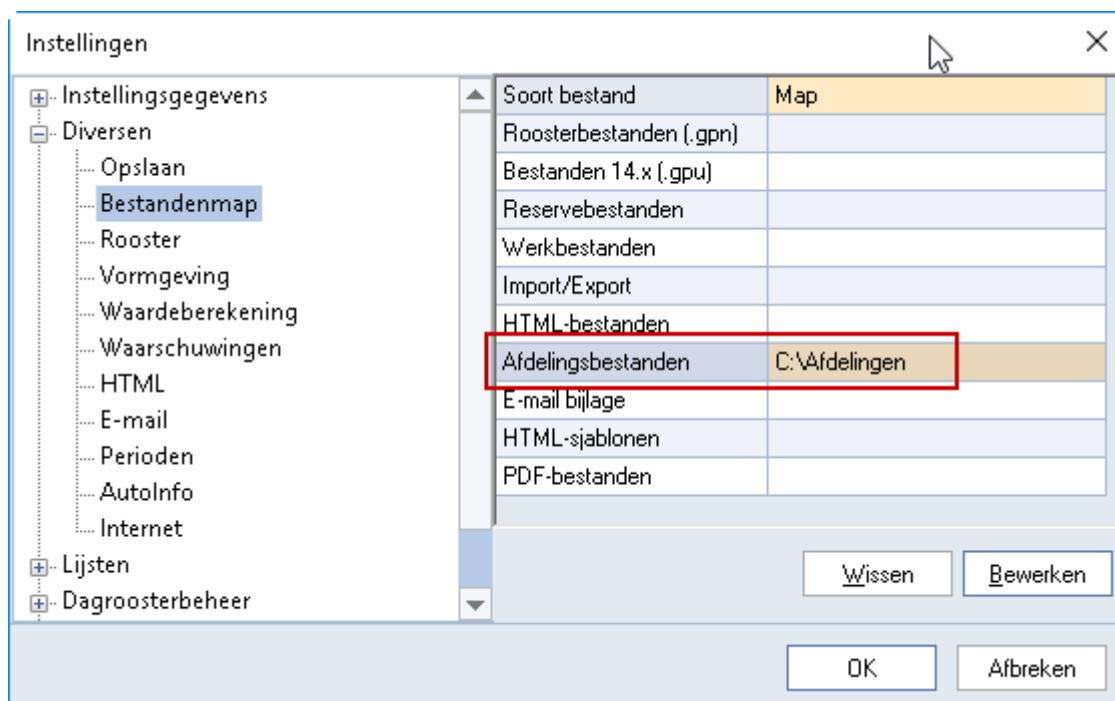 Instellingen
Instellingsgegevens
Diversen
Opslaan
Bestandenmap
Rooster
Vormgeving
Waardeberekening
Waarschuwingen
HTML
E-mail
Perioden
AutoInfo
Internet
Lijsten
Dagroosterbeheer
Soort bestand Map
Roosterbestanden (.gpn)
Bestanden 14.x (.gpu)
Reservebestanden
Werkbestanden
Import/Export
HTML-bestanden
Afdelingsbestanden C:\Afdelingen
E-mail bijlage
HTML-sjablonen
PDF-bestanden
Wissen Bewerken
OK Afbreken